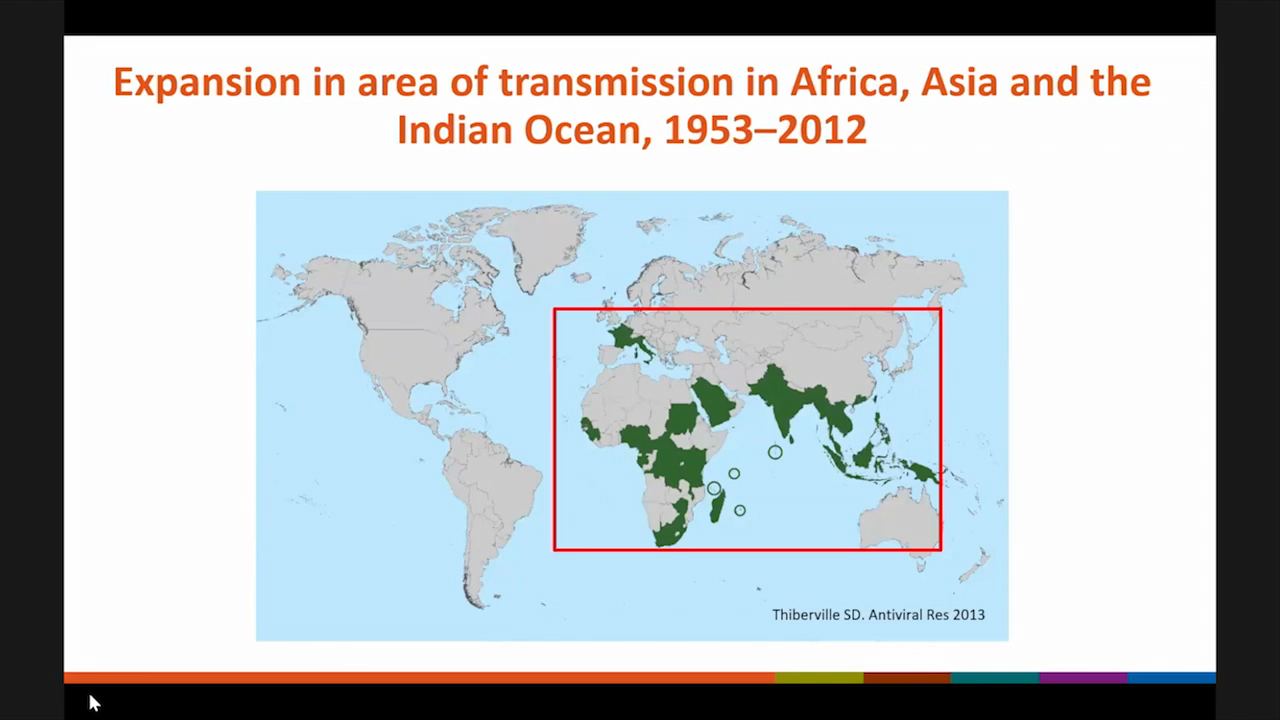 Expansion in area of transmission in Africa, Asia and the
Indian Ocean, 1953–2012
Thiberville SD. Antiviral Res 2013